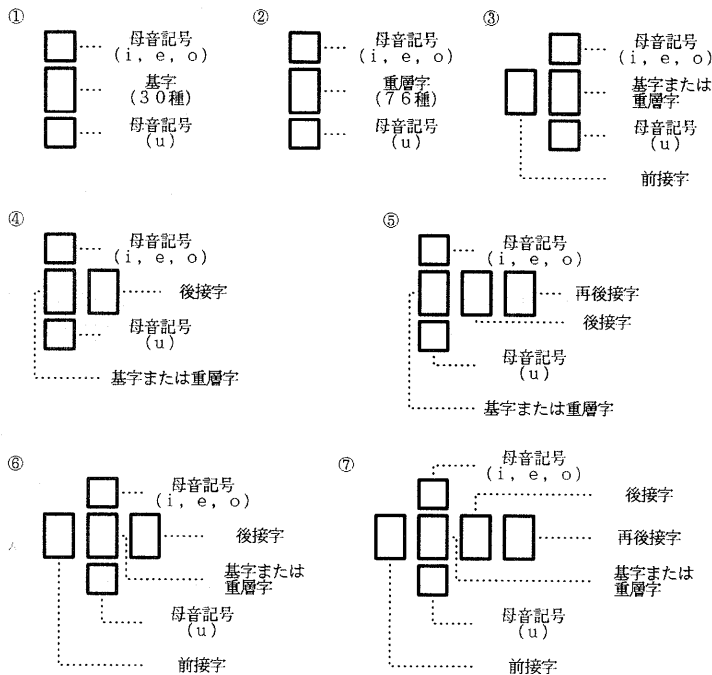 ①
母音記号
(i, e, o)
基字
(30種)
母音記号
(u)
②
母音記号
(i, e, o)
重層字
(76種)
母音記号
(u)
③
母音記号
(i, e, o)
基字または
重層字
母音記号
(u)
前接字
④
母音記号
(i, e, o)
後接字
母音記号
(u)
基字または重層字
⑤
母音記号
(i, e, o)
再後接字
後接字
母音記号
(u)
基字または重層字
⑥
母音記号
(i, e, o)
後接字
基字または
重層字
母音記号
(u)
前接字
⑦
母音記号
(i, e, o)
後接字
再後接字
基字または
重層字
母音記号
(u)
前接字